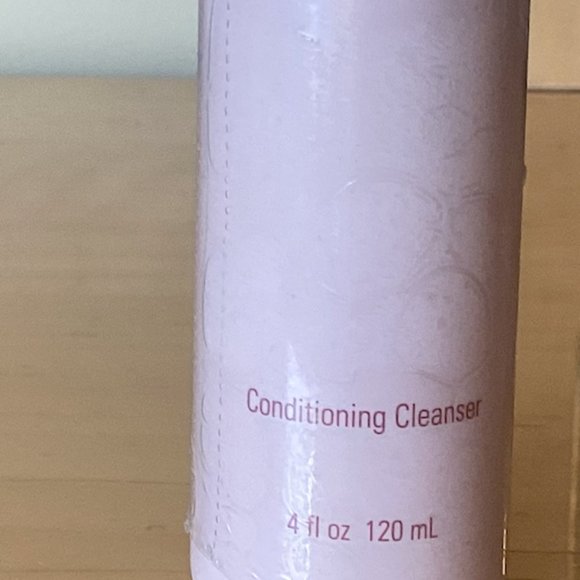 Conditioning Cleanser
4 fl oz 120 mL